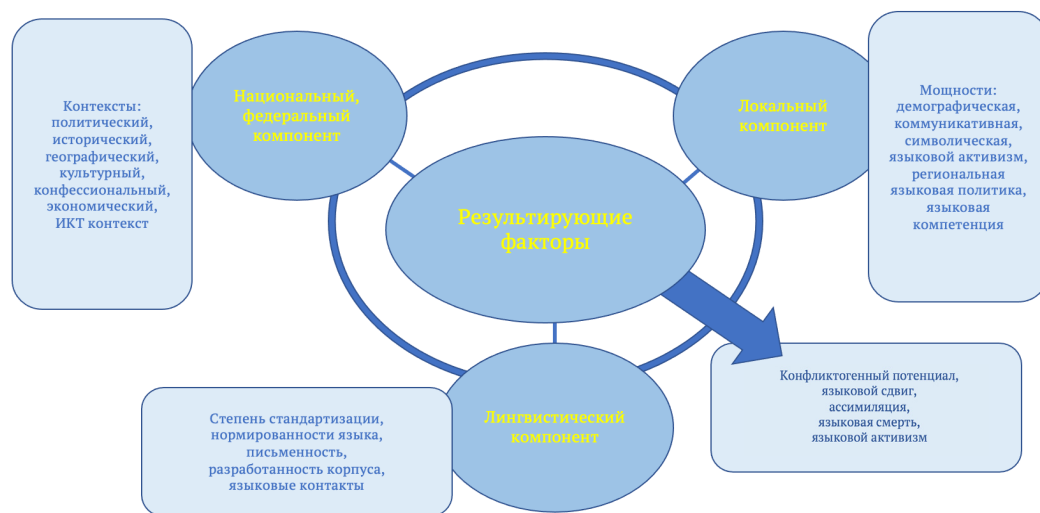 Контексты:
политический,
исторический,
географический,
культурный,
конфессиональный,
экономический,
ИКТ контекст
Национальный,
федеральный
компонент
Локальный
компонент
Мощности:
демографическая,
коммуникативная,
символическая,
языковой активизм,
региональная
языковая политика,
языковая
компетенция
Результирующие
факторы
Степень стандартизации,
нормированности языка,
письменность,
разработанность корпуса,
языковые контакты
Лингвистический
компонент
Конфликтогенный потенциал,
языковой сдвиг,
ассимиляция,
языковая смерть,
языковой активизм